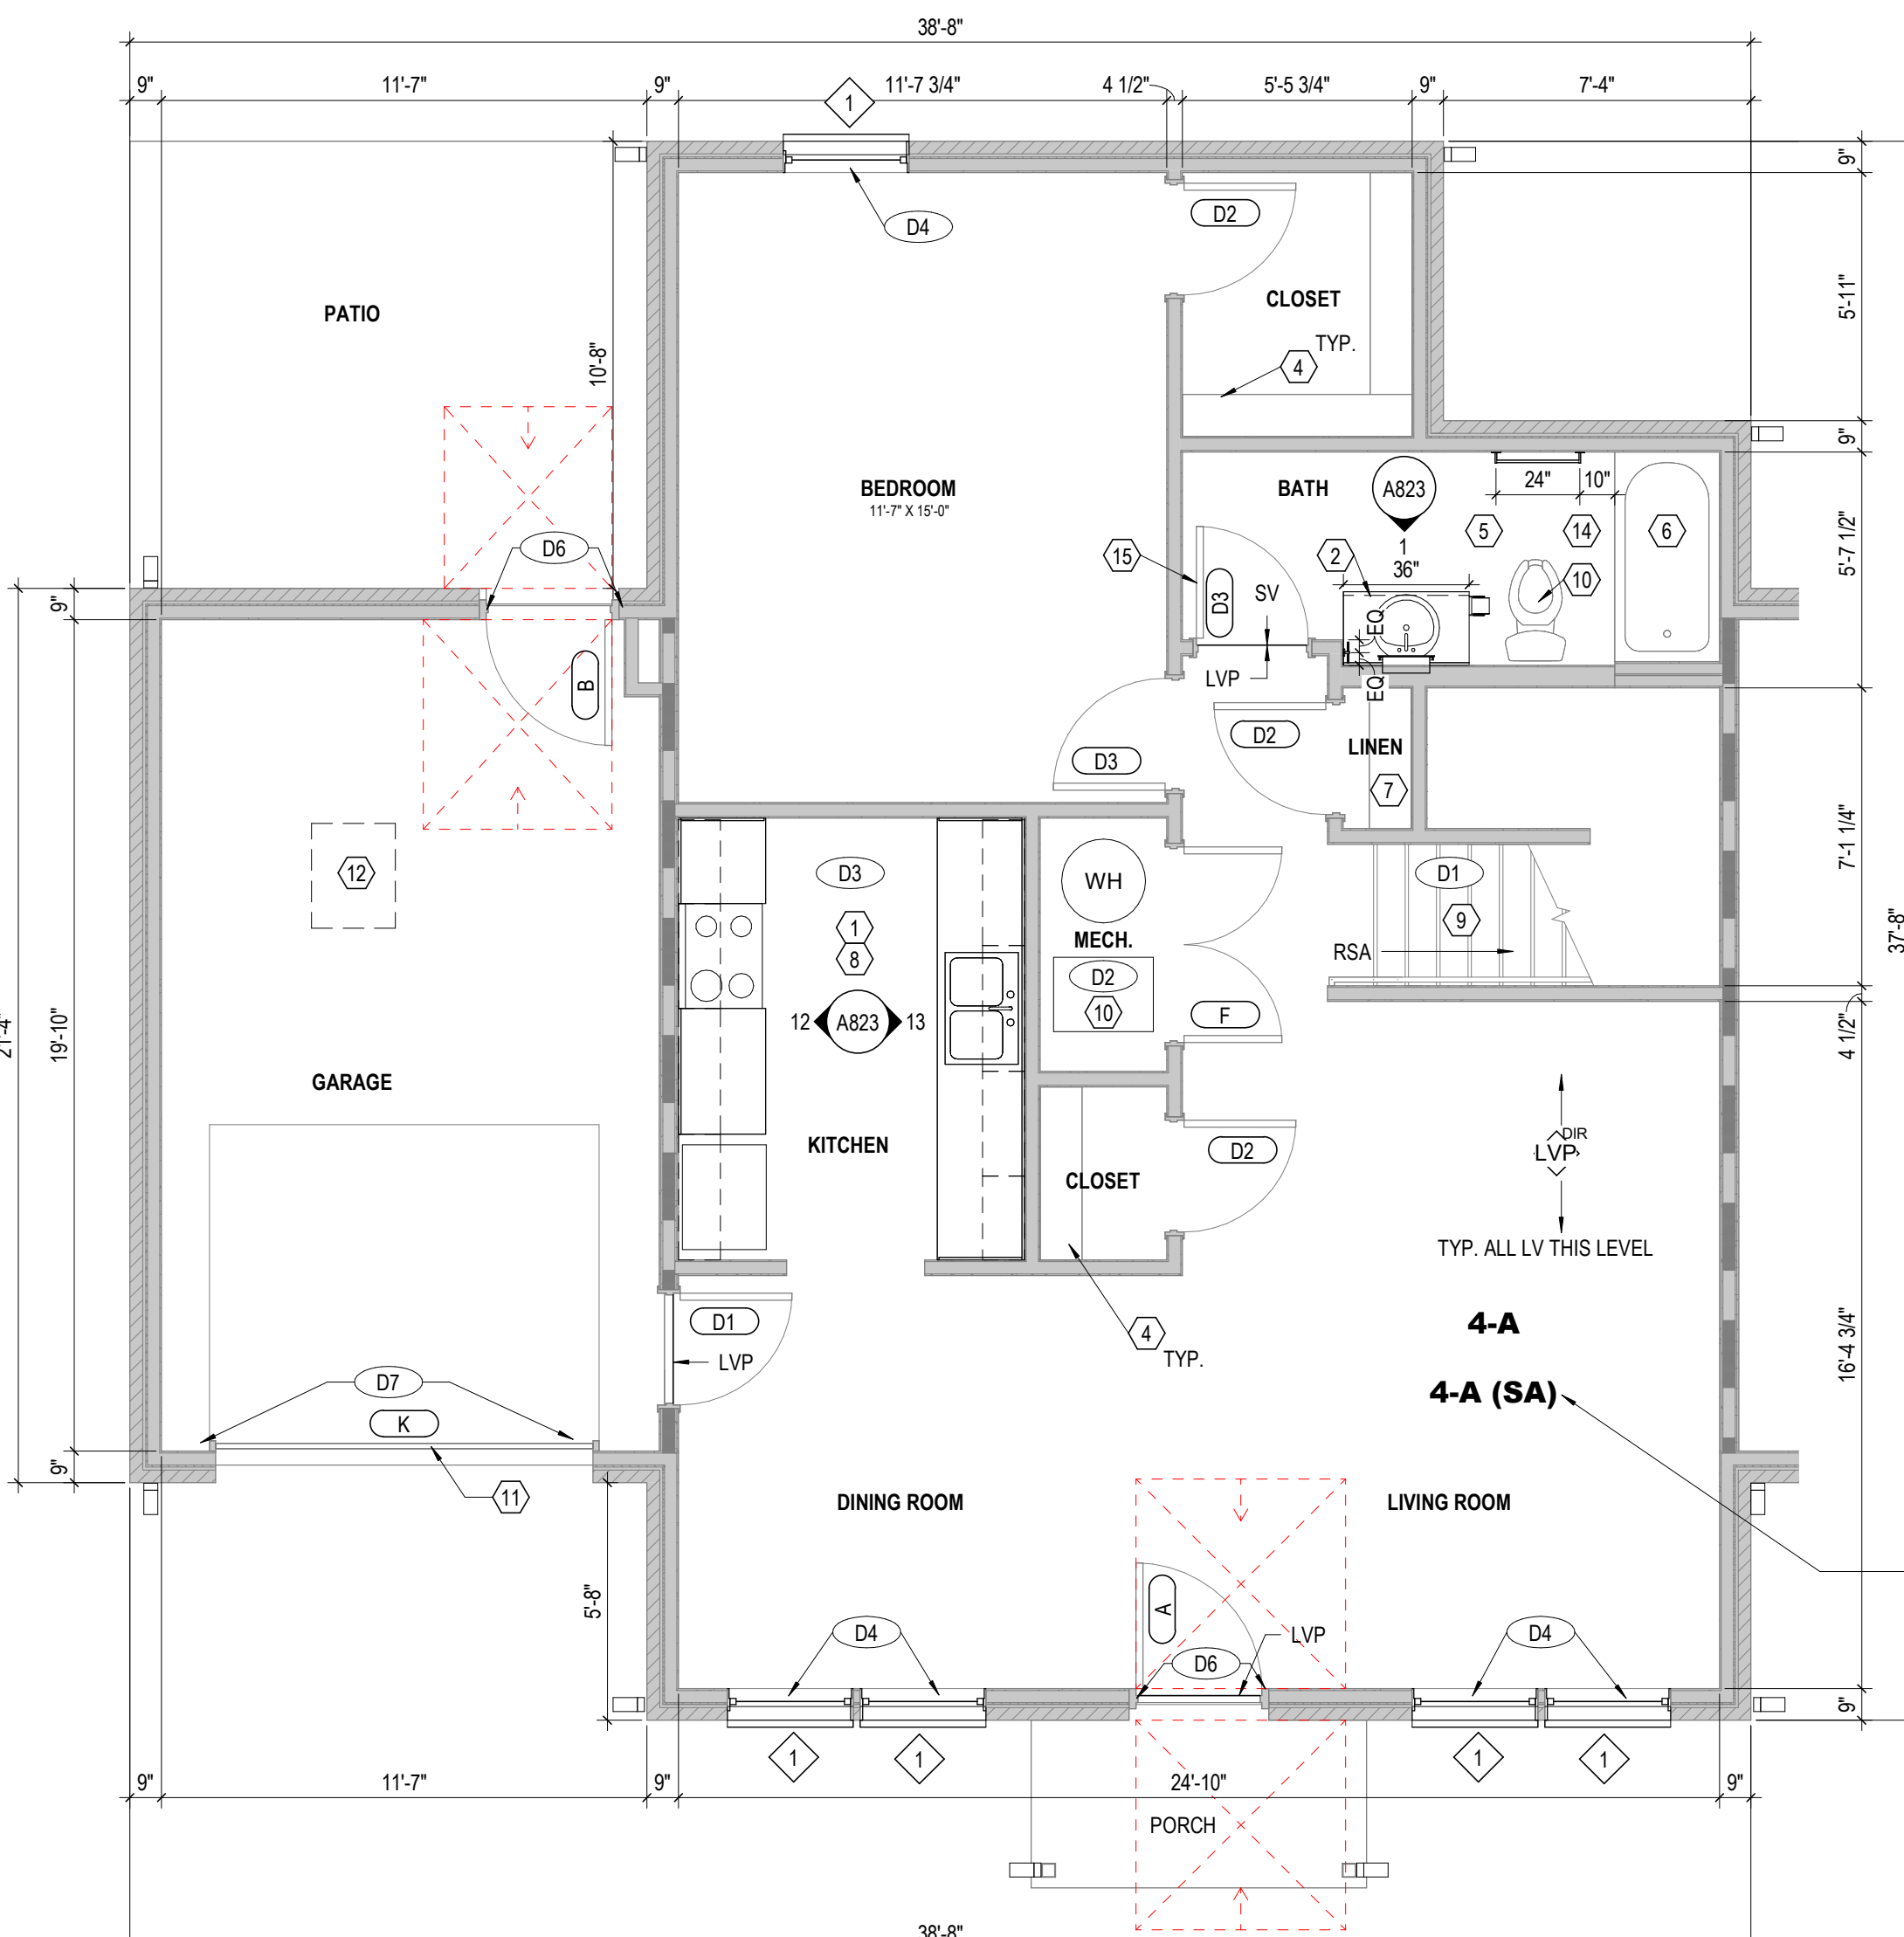 38'-8"
9"
11'-7"
9"
11'-7 3/4"
4 1/2"
5'-5 3/4"
9"
7'-4"
1
9"
D4
D2
PATIO
CLOSET
5'-11"
TYP.
4
10'-8"
9"
BEDROOM
11'-7" X 15'-0"
BATH
A823
1
24"
10"
5
14
6
D6
15
2
36"
10
5'-7 1/2"
9"
D3
SV
EQ
EQ
LVP
B
D2
D3
LINEN
7
12
D3
1
8
12
A823
13
WH
MECH.
D2
10
F
D1
9
RSA
7'-1 1/4"
37'-8"
4 1/2"
21'-4"
19'-10"
GARAGE
KITCHEN
CLOSET
D2
DIR
LVP
TYP. ALL LV THIS LEVEL
D1
LVP
4
TYP.
4-A
4-A (SA)
16'-4 3/4"
D7
K
11
9"
DINING ROOM
LIVING ROOM
5'-8"
A
D4
D6
LVP
D4
9"
1
1
1
1
9"
11'-7"
9"
24'-10"
9"
PORCH
38'-8"